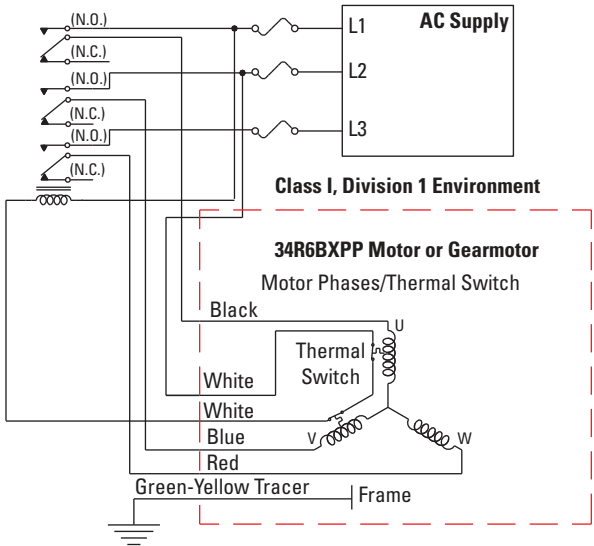 (N.O.)
L1
AC Supply
(N.C.)
(N.O.)
L2
(N.C.)
(N.O.)
L3
(N.C.)
Class I, Division 1 Environment
34R6BXPP Motor or Gearmotor
Motor Phases/Thermal Switch
Black
U
Thermal
Switch
White
White
Blue
V
W
Red
Green-Yellow Tracer
Frame